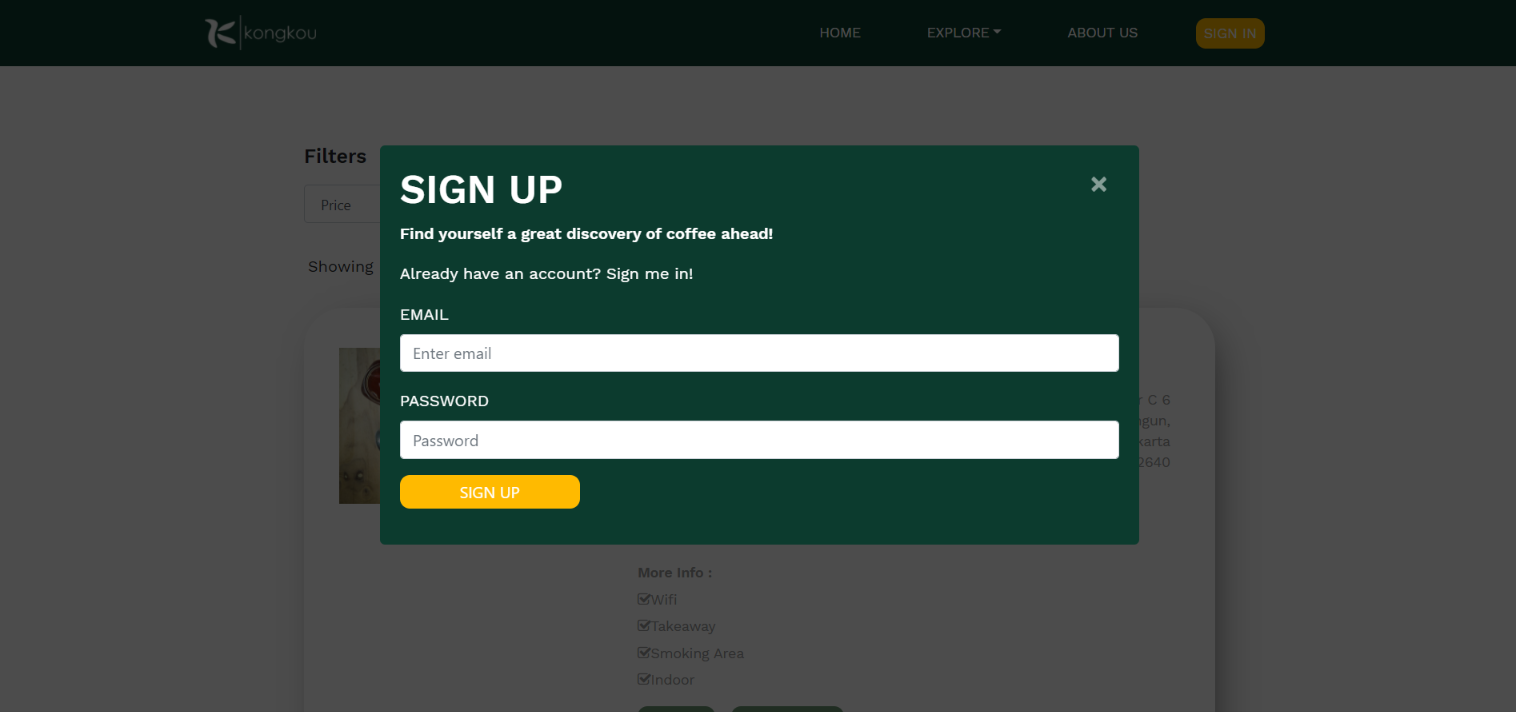 kongkou
HOME EXPLORE ABOUT US SIGN IN
Filters
Price
Showing
SIGN UP
Find yourself a great discovery of coffee ahead!
Already have an account? Sign me in!
EMAIL
Enter email
PASSWORD
Password
SIGN UP
C 6
2640
More Info :
Wifi
Takeaway
Smoking Area
Indoor